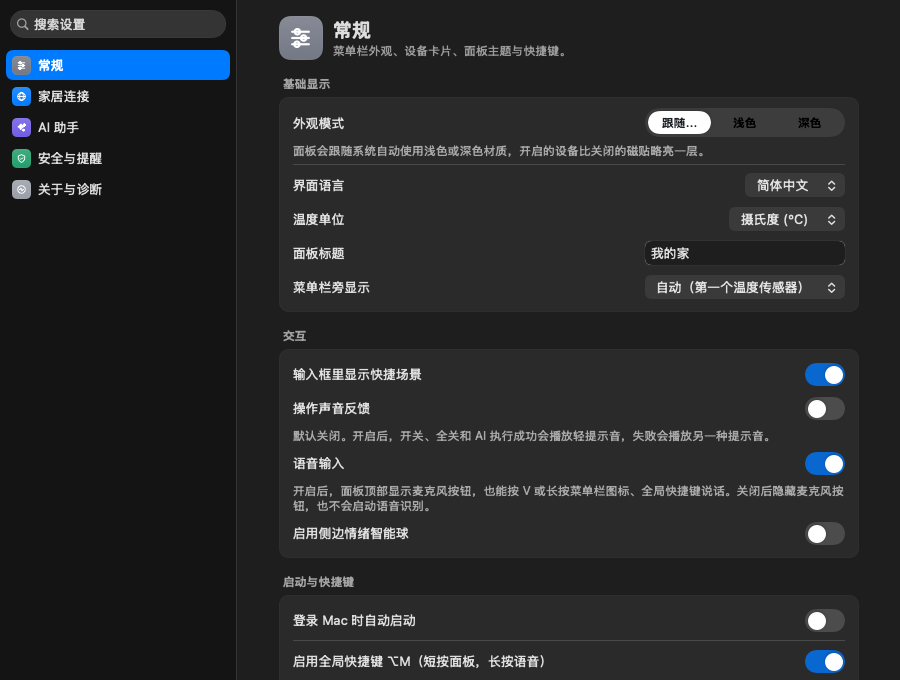 搜索设置
常规
家居连接
AI 助手
安全与提醒
关于与诊断
常规
菜单栏外观、设备卡片、面板主题与快捷键。
基础显示
外观模式
跟随… 浅色 深色
面板会跟随系统自动使用浅色或深色材质，开启的设备比关闭的磁贴略亮一层。
界面语言 简体中文
温度单位 摄氏度 (°C)
面板标题 我的家
菜单栏旁显示 自动（第一个温度传感器）
交互
输入框里显示快捷场景
操作声音反馈
默认关闭。开启后，开关、全关和 AI 执行成功会播放轻提示音，失败会播放另一种提示音。
语音输入
开启后，面板顶部显示麦克风按钮，也能按 V 或长按菜单栏图标、全局快捷键说话。关闭后隐藏麦克风按
钮，也不会启动语音识别。
启用侧边情绪智能球
启动与快捷键
登录 Mac 时自动启动
启用全局快捷键 ⌥M（短按面板，长按语音）